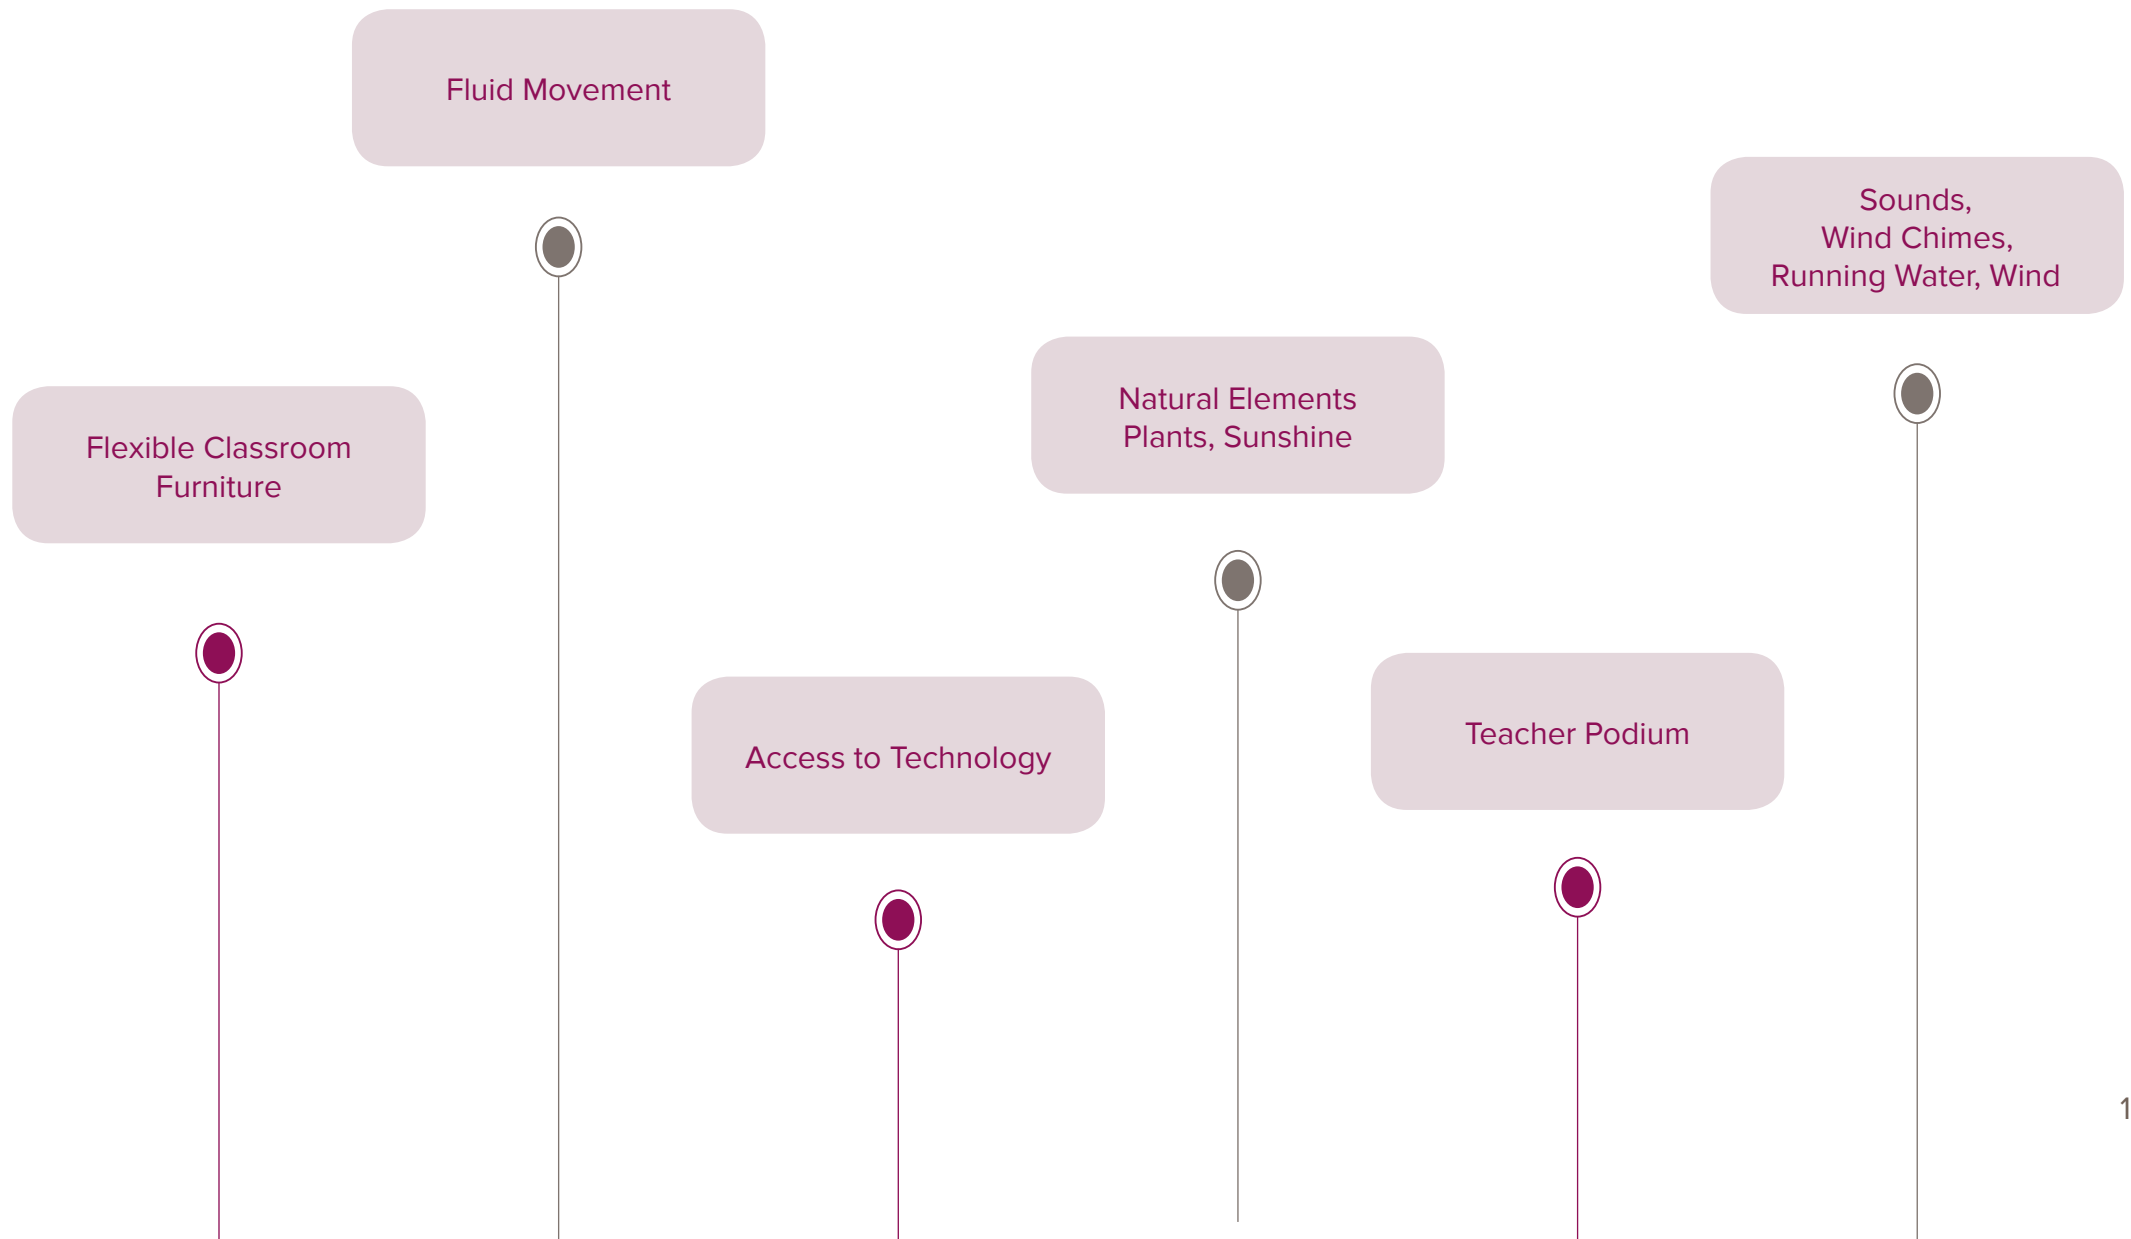 Fluid Movement
Sounds,
Wind Chimes,
Running Water, Wind
Natural Elements
Plants, Sunshine
Flexible Classroom
Furniture
Teacher Podium
Access to Technology
1